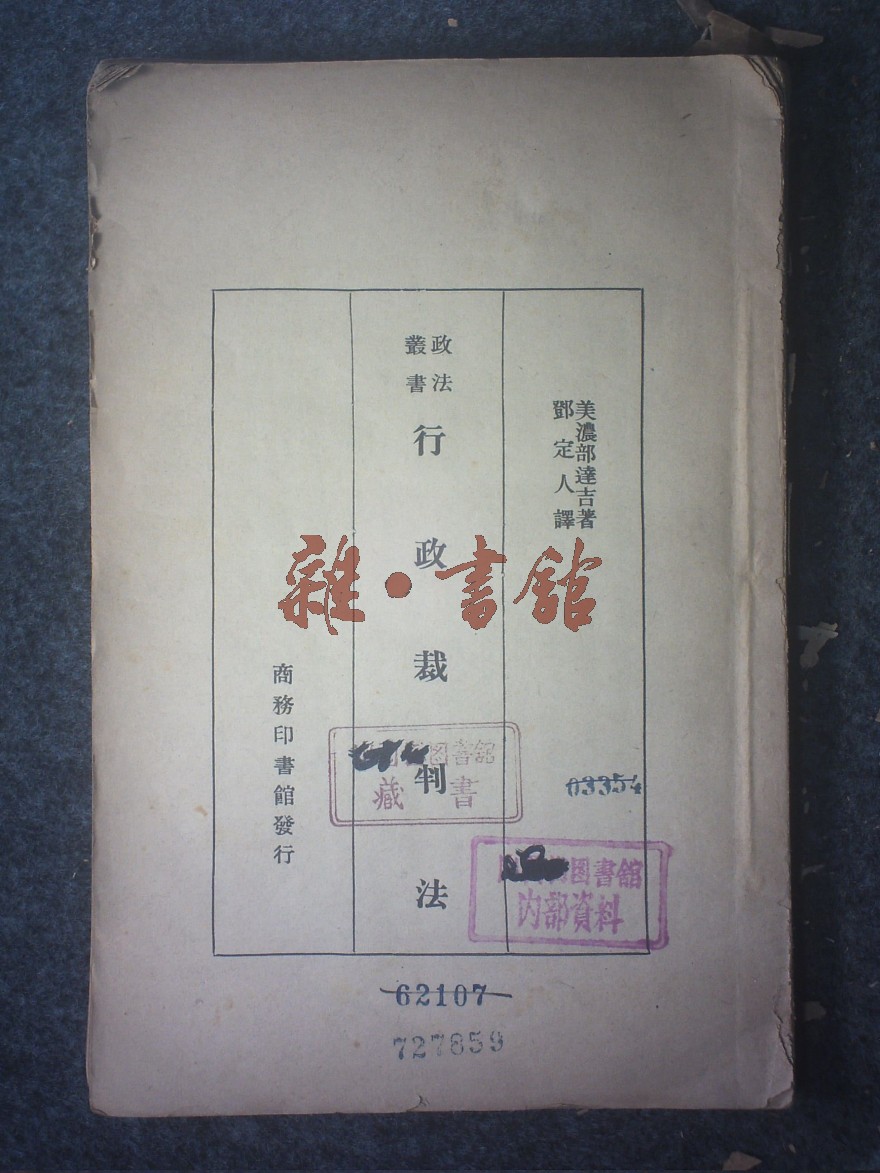 美濃部達吉著
鄧定人譯
政法
叢書
行政裁判法
商務印書館發行
雜·書館
圖書館
藏書
03354
图書館
内部資料
62107
727859